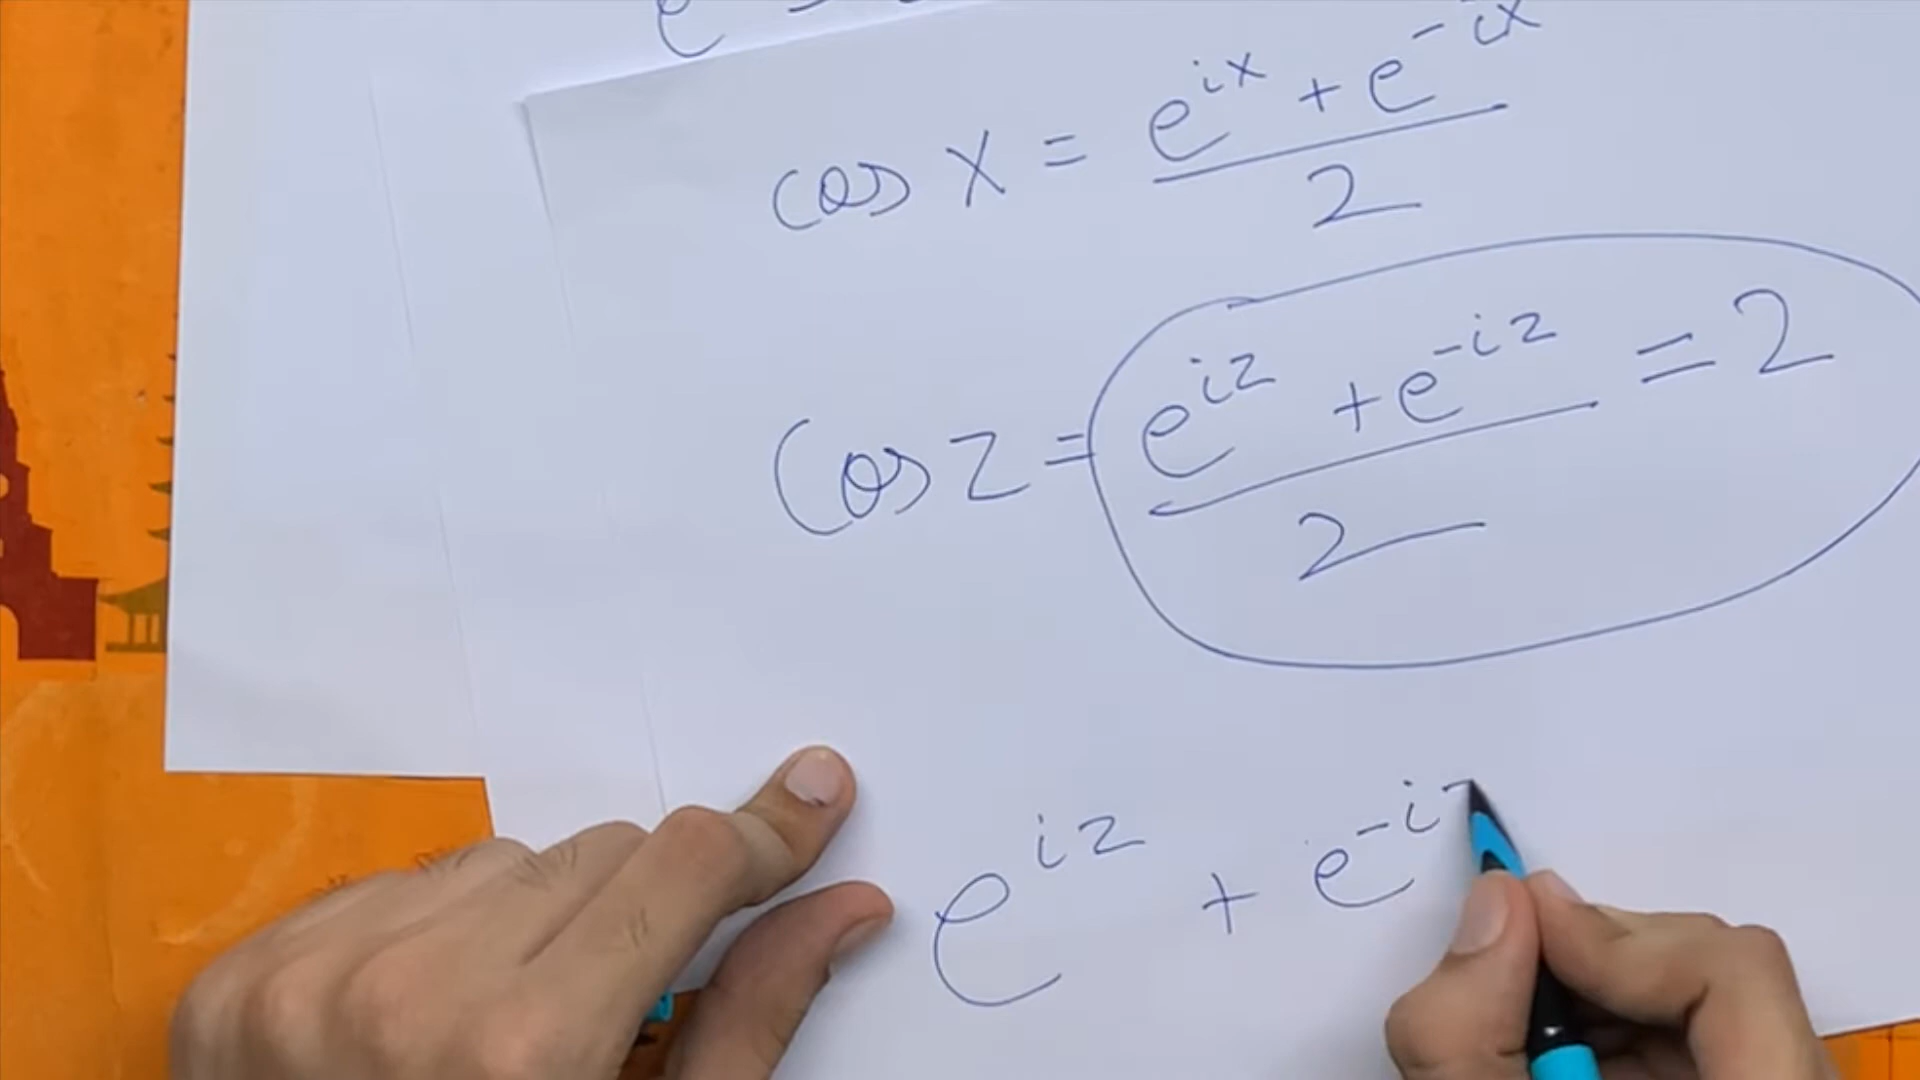 cos x = (e^{ix} + e^{-ix})/2
Cos z = (e^{iz} + e^{-iz})/2 = 2
e^{iz} + e^{-i